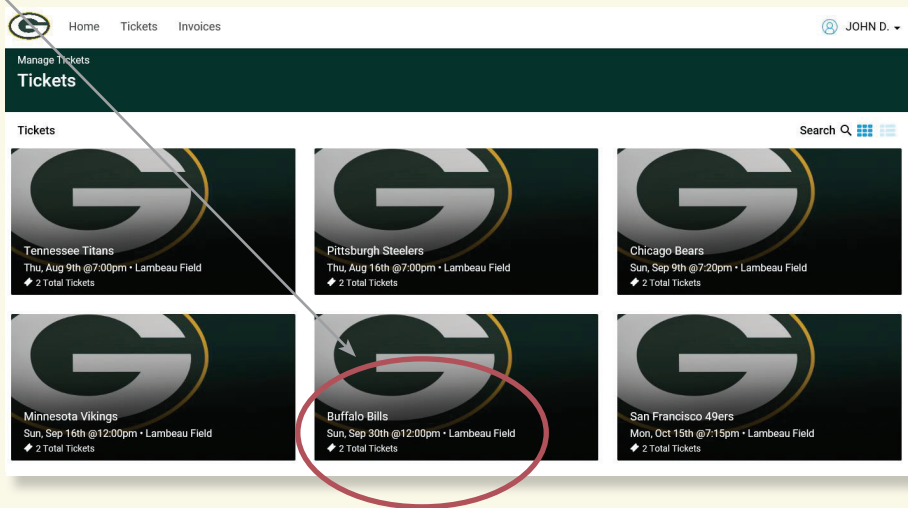 G
Home Tickets Invoices
JOHN D.
Manage Tickets
Tickets
Tickets
Search
G
Tennessee Titans
Thu, Aug 9th @7:00pm • Lambeau Field
2 Total Tickets
G
Pittsburgh Steelers
Thu, Aug 16th @7:00pm • Lambeau Field
2 Total Tickets
G
Chicago Bears
Sun, Sep 9th @7:20pm • Lambeau Field
2 Total Tickets
G
Minnesota Vikings
Sun, Sep 16th @12:00pm • Lambeau Field
2 Total Tickets
G
Buffalo Bills
Sun, Sep 30th @12:00pm • Lambeau Field
2 Total Tickets
G
San Francisco 49ers
Mon, Oct 15th @7:15pm • Lambeau Field
2 Total Tickets